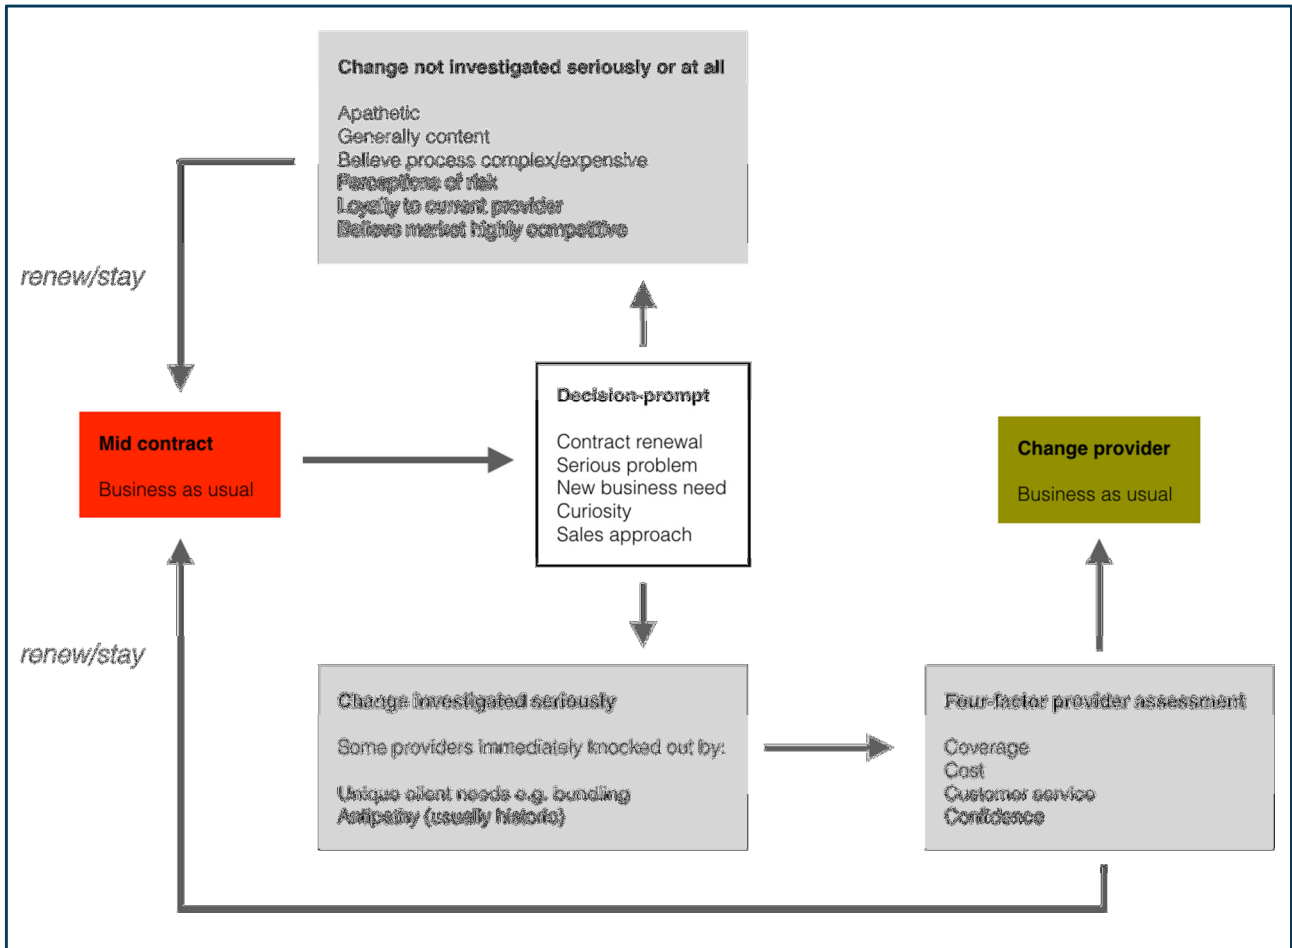 Change not investigated seriously or at all
Apathetic
Generally content
Believe process complex/expensive
Perceptions of risk
Loyalty to current provider
Believe market highly competitive
renew/stay
Mid contract
Business as usual
Decision-prompt
Contract renewal
Serious problem
New business need
Curiosity
Sales approach
Change provider
Business as usual
renew/stay
Change investigated seriously
Some providers immediately knocked out by:
Unique client needs e.g. bundling
Antipathy (usually historic)
Four-factor provider assessment
Coverage
Cost
Customer service
Confidence